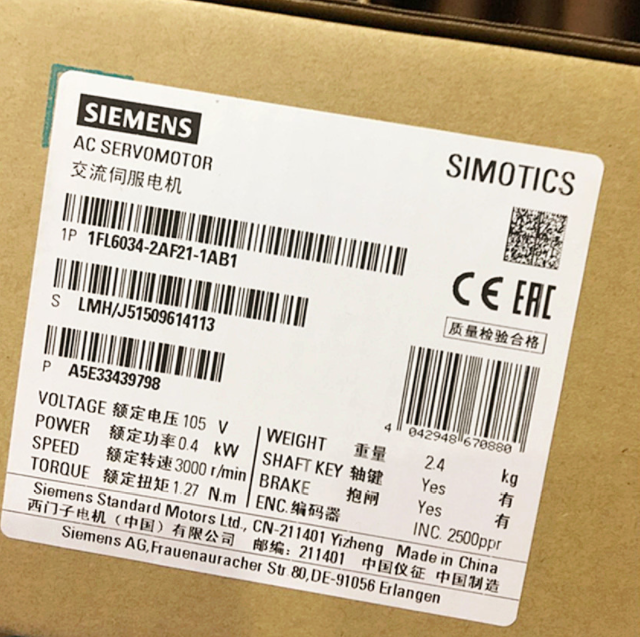 SIEMENS
AC SERVOMOTOR
交流伺服电机
SIMOTICS
1P 1FL6034-2AF21-1AB1
CE EAC
S LMH/J51509614113
质量检验合格
P A5E33439798
4 042948 670880
VOLTAGE 额定电压 105 V
POWER 额定功率 0.4 kW
SPEED 额定转速 3000 r/min
TORQUE 额定扭矩 1.27 N.m
WEIGHT 重量 2.4 kg
SHAFT KEY 轴键 Yes 有
BRAKE 抱闸 Yes 有
ENC. 编码器 INC. 2500ppr
Siemens Standard Motors Ltd., CN-211401 Yizheng Made in China
西门子电机（中国）有限公司 邮编：211401 中国仪征 中国制造
Siemens AG, Frauenauracher Str 80, DE-91056 Erlangen